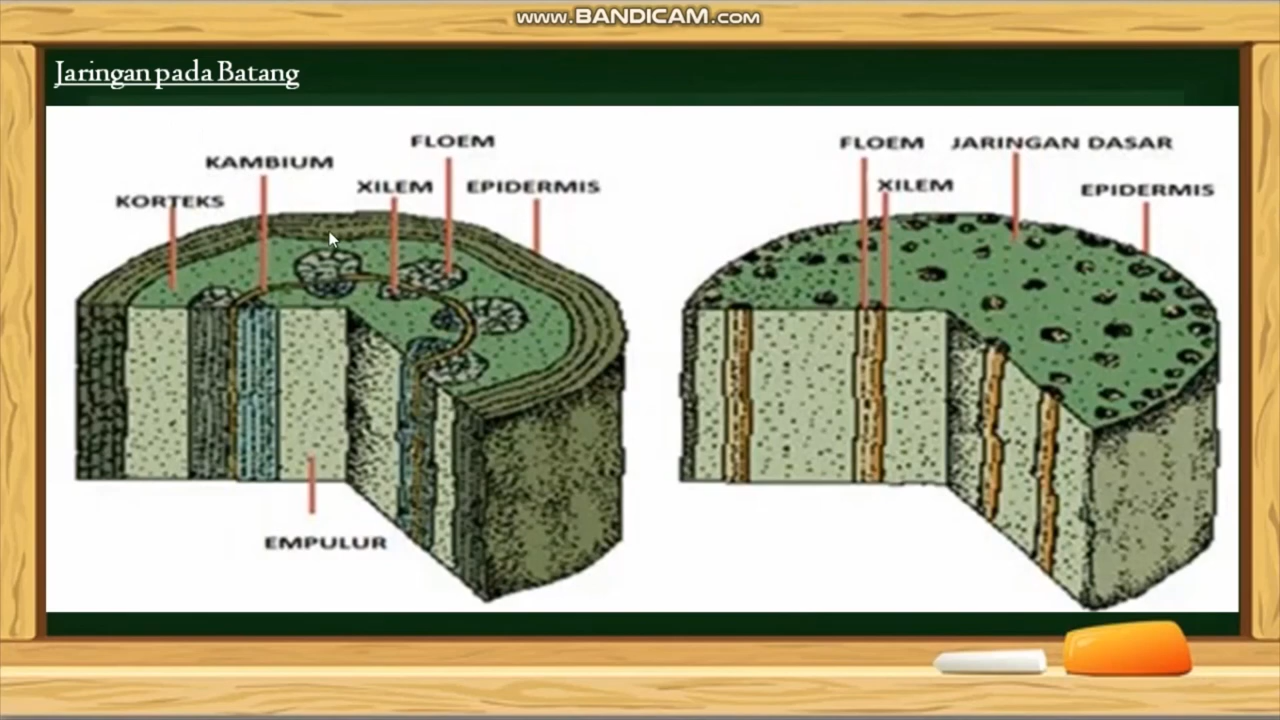 www.BANDICAM.com
Jaringan pada Batang
FLOEM
KAMBIUM
XILEM
EPIDERMIS
KORTEKS
EMPULUR
FLOEM
JARINGAN DASAR
XILEM
EPIDERMIS